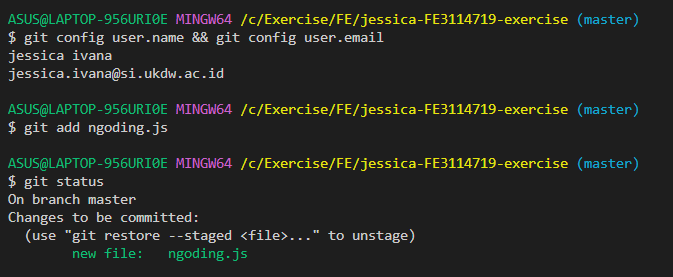 ASUS@LAPTOP-956URI0E MINGW64 /c/Exercise/FE/jessica-FE3114719-exercise (master)
$ git config user.name && git config user.email
jessica ivana
jessica.ivana@si.ukdw.ac.id
ASUS@LAPTOP-956URI0E MINGW64 /c/Exercise/FE/jessica-FE3114719-exercise (master)
$ git add ngoding.js
ASUS@LAPTOP-956URI0E MINGW64 /c/Exercise/FE/jessica-FE3114719-exercise (master)
$ git status
On branch master
Changes to be committed:
  (use "git restore --staged <file>..." to unstage)
        new file:   ngoding.js